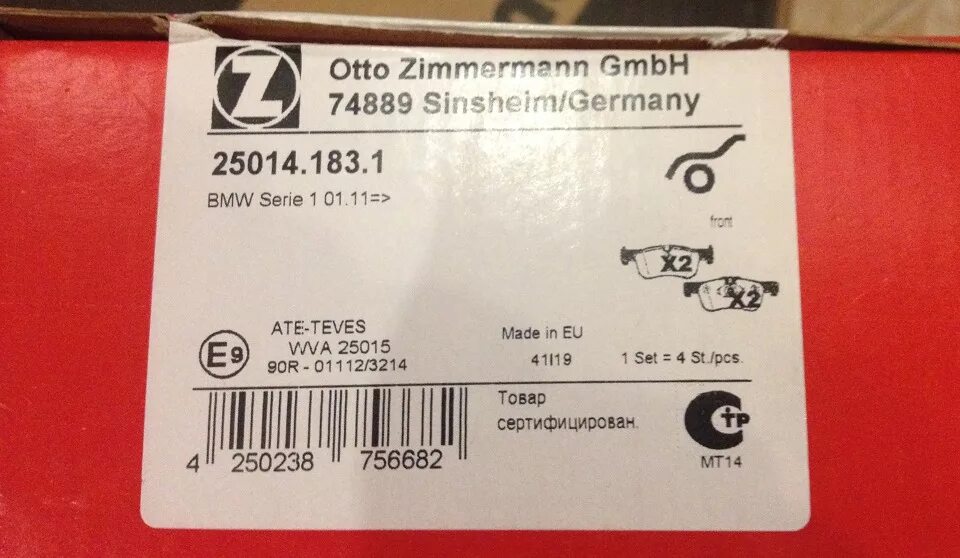 Z
Otto Zimmermann GmbH
74889 Sinsheim/Germany
25014.183.1
BMW Serie 1 01.11=>
front
X2
X2
E9
ATE-TEVES
WVA 25015
90R - 01112/3214
Made in EU
41I19
1 Set = 4 St./pcs.
4 250238 756682
Товар
сертифицирован.
Стр
MT14